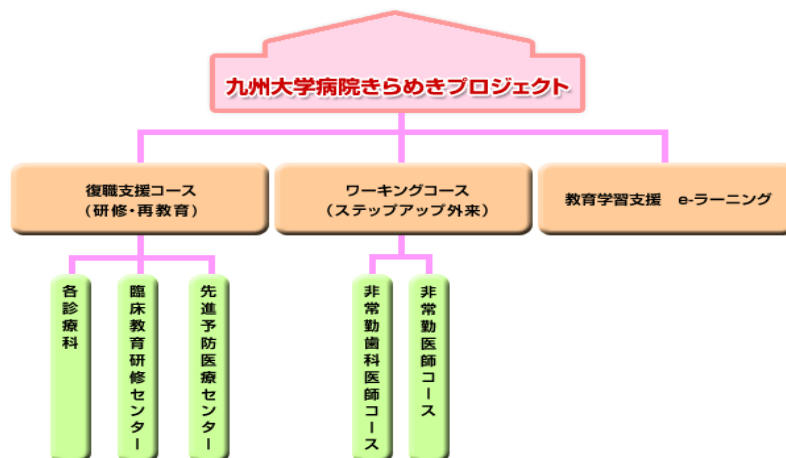 九州大学病院きらめきプロジェクト
復職支援コース
(研修・再教育)
ワーキングコース
(ステップアップ外来)
教育学習支援　e-ラーニング
各診療科
臨床教育研修センター
先進予防医療センター
非常勤歯科医師コース
非常勤医師コース